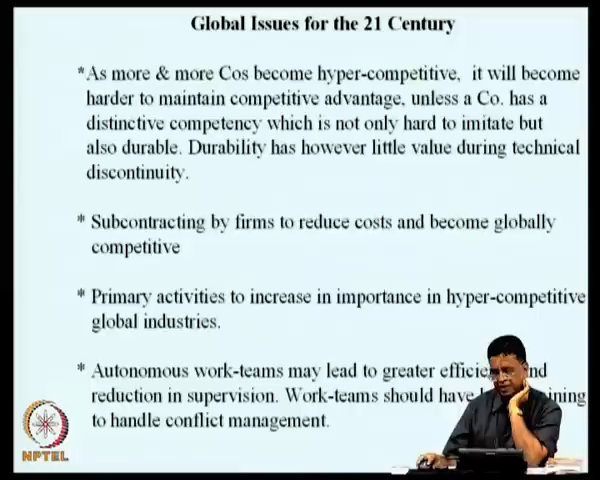 Global Issues for the 21 Century
*As more & more Cos become hyper-competitive, it will become
harder to maintain competitive advantage, unless a Co. has a
distinctive competency which is not only hard to imitate but
also durable. Durability has however little value during technical
discontinuity.
* Subcontracting by firms to reduce costs and become globally
competitive
* Primary activities to increase in importance in hyper-competitive
global industries.
* Autonomous work-teams may lead to greater
reduction in supervision. Work-teams should have
to handle conflict management.
NPTEL